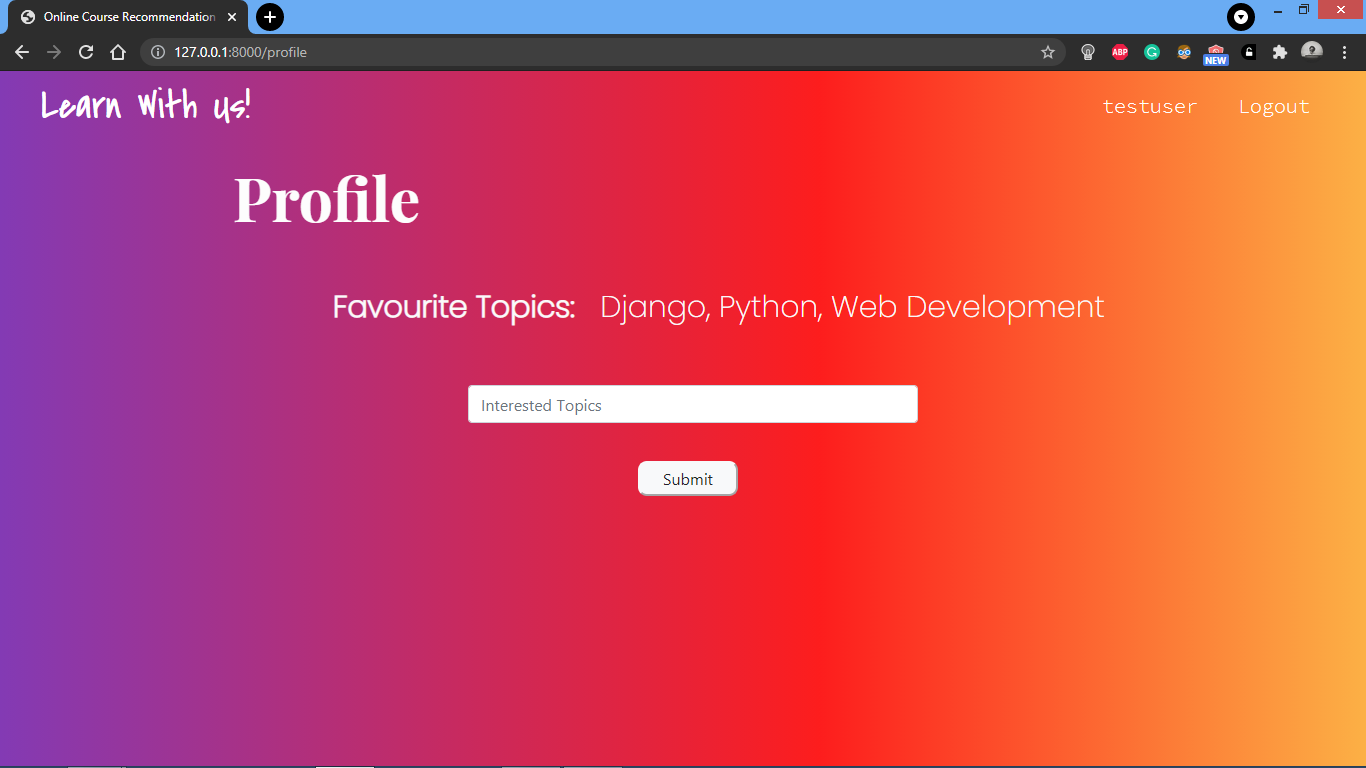 Online Course Recommendation
127.0.0.1:8000/profile
ABP
NEW
Learn With Us!
testuser
Logout
Profile
Favourite Topics: Django, Python, Web Development
Interested Topics
Submit